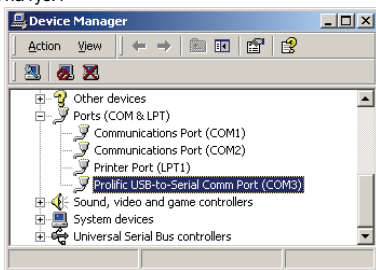 Device Manager
Action View
Other devices
Ports (COM & LPT)
Communications Port (COM1)
Communications Port (COM2)
Printer Port (LPT1)
Prolific USB-to-Serial Comm Port (COM3)
Sound, video and game controllers
System devices
Universal Serial Bus controllers